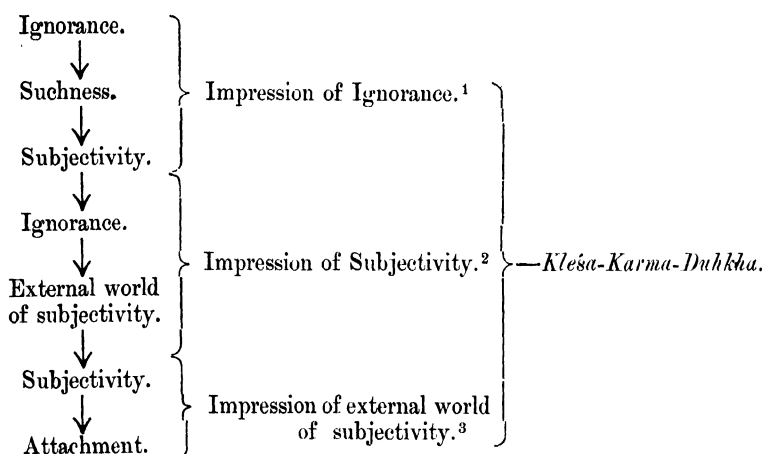 Ignorance.
Suchness.
Impression of Ignorance.¹
Subjectivity.
Ignorance.
Impression of Subjectivity.²
—Kleśa-Karma-Duhkha.
External world
of subjectivity.
Subjectivity.
Impression of external world
of subjectivity.³
Attachment.